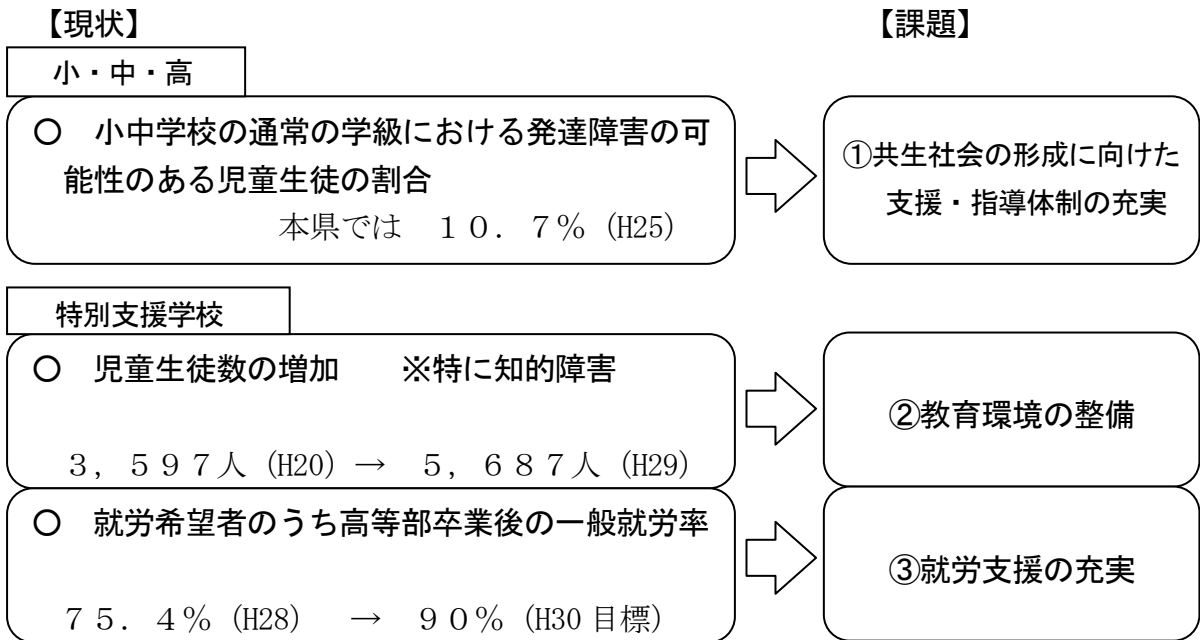 【現状】 【課題】
小・中・高
○ 小中学校の通常の学級における発達障害の可
能性のある児童生徒の割合
本県では １０．７％（H25）
①共生社会の形成に向けた
支援・指導体制の充実
特別支援学校
○ 児童生徒数の増加 ※特に知的障害
３，５９７人（H20）→ ５，６８７人（H29）
②教育環境の整備
○ 就労希望者のうち高等部卒業後の一般就労率
７５．４％（H28） → ９０％（H30 目標）
③就労支援の充実